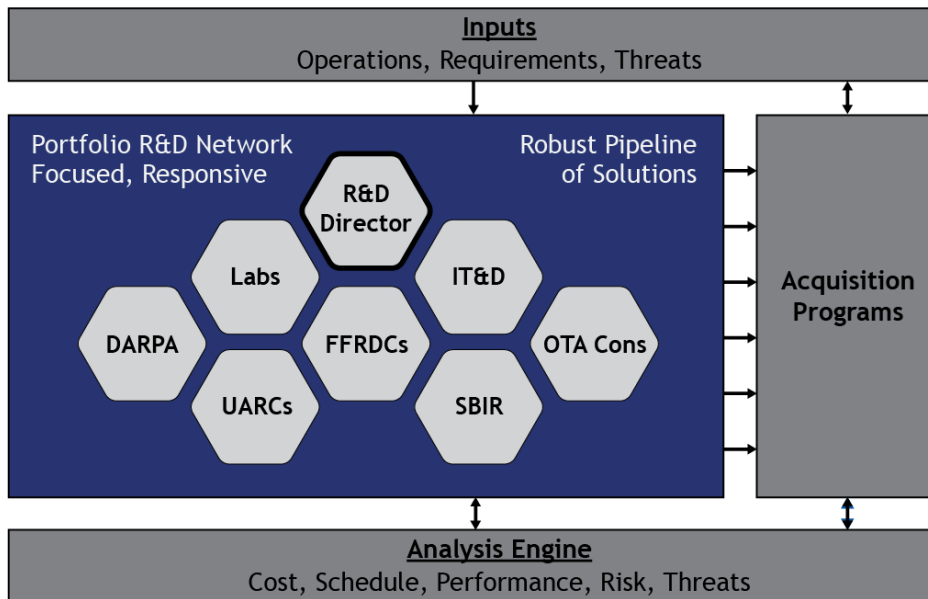 Inputs
Operations, Requirements, Threats
Portfolio R&D Network
Focused, Responsive
Robust Pipeline
of Solutions
R&D
Director
Labs
IT&D
DARPA
FFRDCs
OTA Cons
UARCs
SBIR
Acquisition
Programs
Analysis Engine
Cost, Schedule, Performance, Risk, Threats